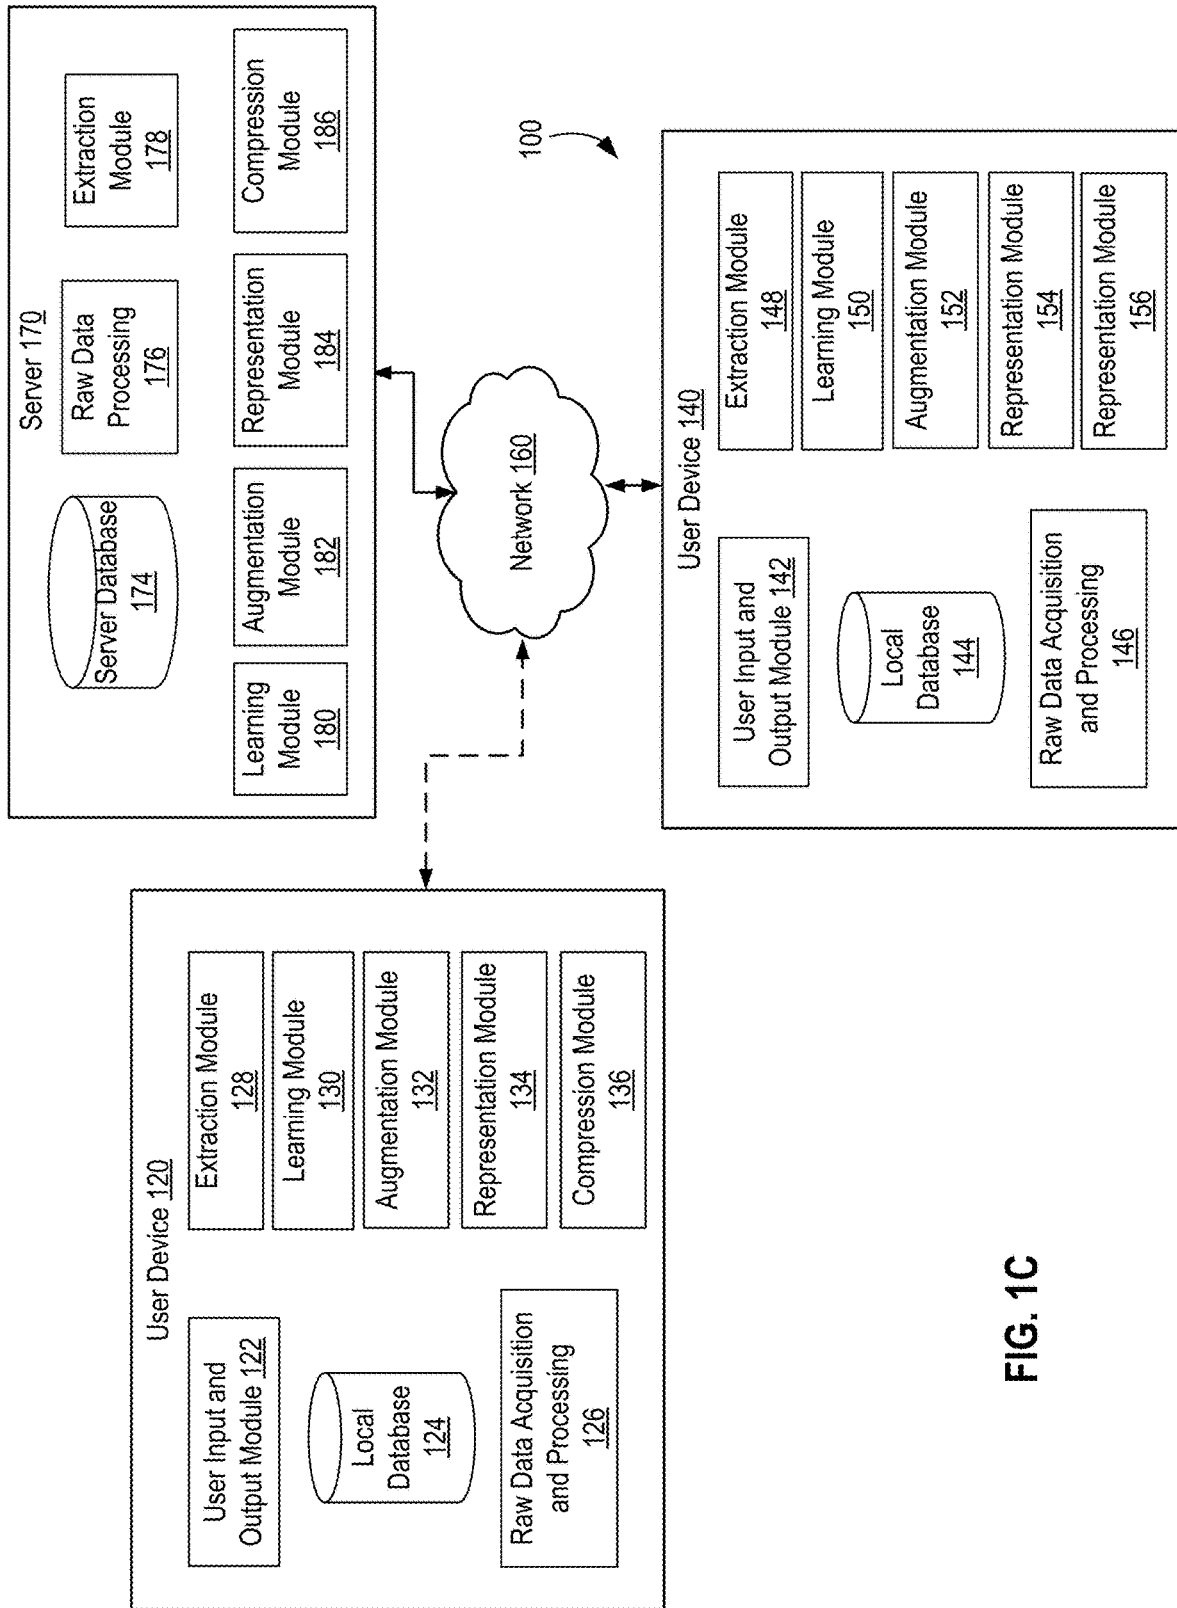 User Device 120
User Input and
Output Module 122
Local
Database
124
Raw Data Acquisition
and Processing
126
Extraction Module
128
Learning Module
130
Augmentation Module
132
Representation Module
134
Compression Module
136
Server 170
Server Database
174
Raw Data
Processing
176
Extraction
Module
178
Learning
Module
180
Augmentation
Module
182
Representation
Module
184
Compression
Module
186
Network 160
100
User Device 140
User Input and
Output Module 142
Local
Database
144
Raw Data Acquisition
and Processing
146
Extraction Module
148
Learning Module
150
Augmentation Module
152
Representation Module
154
Representation Module
156
FIG. 1C